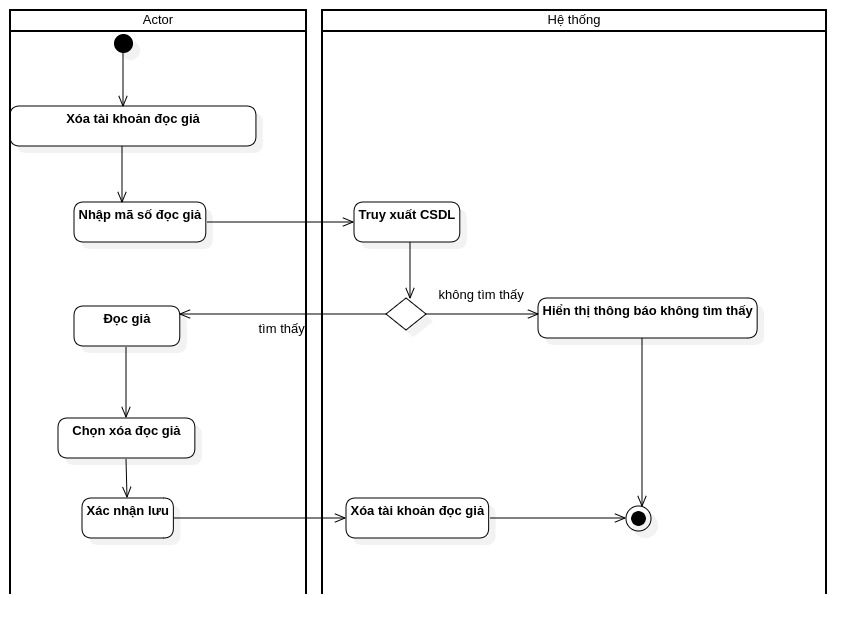 Actor
Hệ thống
Xóa tài khoản đọc giả
Nhập mã số đọc giả
Truy xuất CSDL
không tìm thấy
Hiển thị thông báo không tìm thấy
Đọc giả
tìm thấy
Chọn xóa đọc giả
Xác nhận lưu
Xóa tài khoản đọc giả